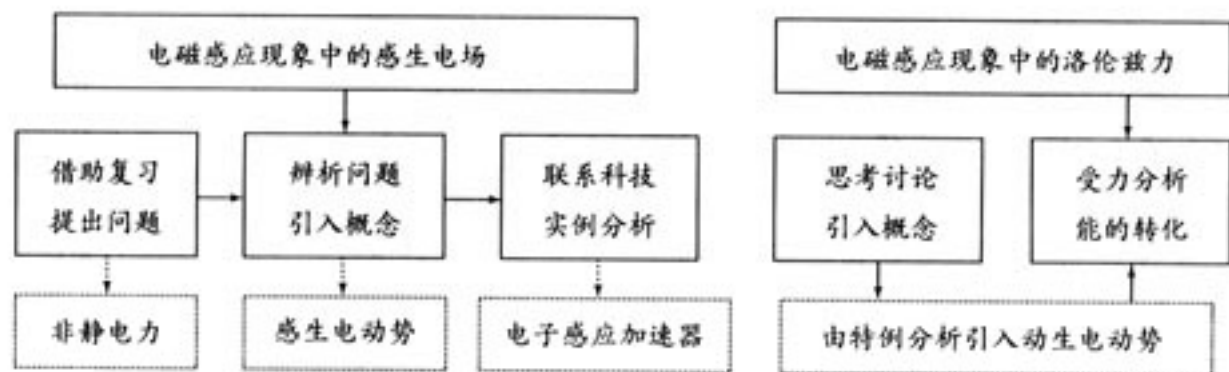 电磁感应现象中的感生电场
借助复习
提出问题
辨析问题
引入概念
联系科技
实例分析
非静电力
感生电动势
电子感应加速器
电磁感应现象中的洛伦兹力
思考讨论
引入概念
受力分析
能的转化
由特例分析引入动生电动势